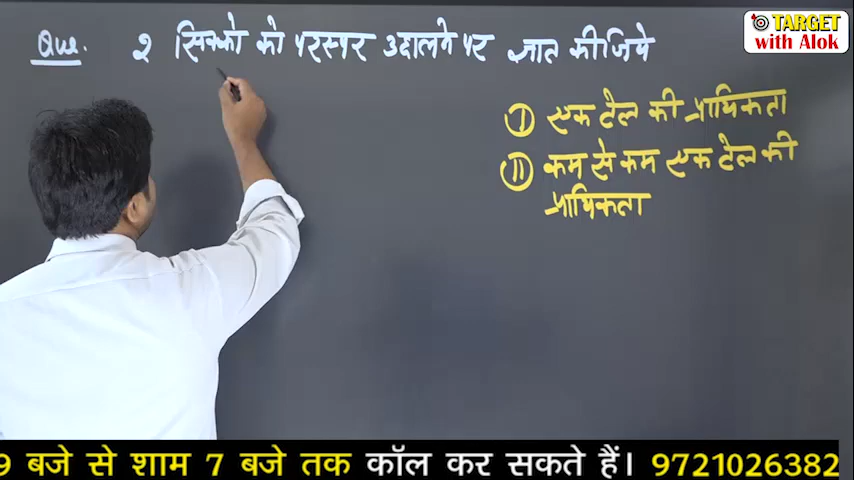 Que. 2 सिक्को को परस्पर उछालने पर ज्ञात कीजिये
TARGET
with Alok
I एक टेल की प्रायिकता
II कम से कम एक टेल की
प्रायिकता
9 बजे से शाम 7 बजे तक कॉल कर सकते हैं। 9721026382